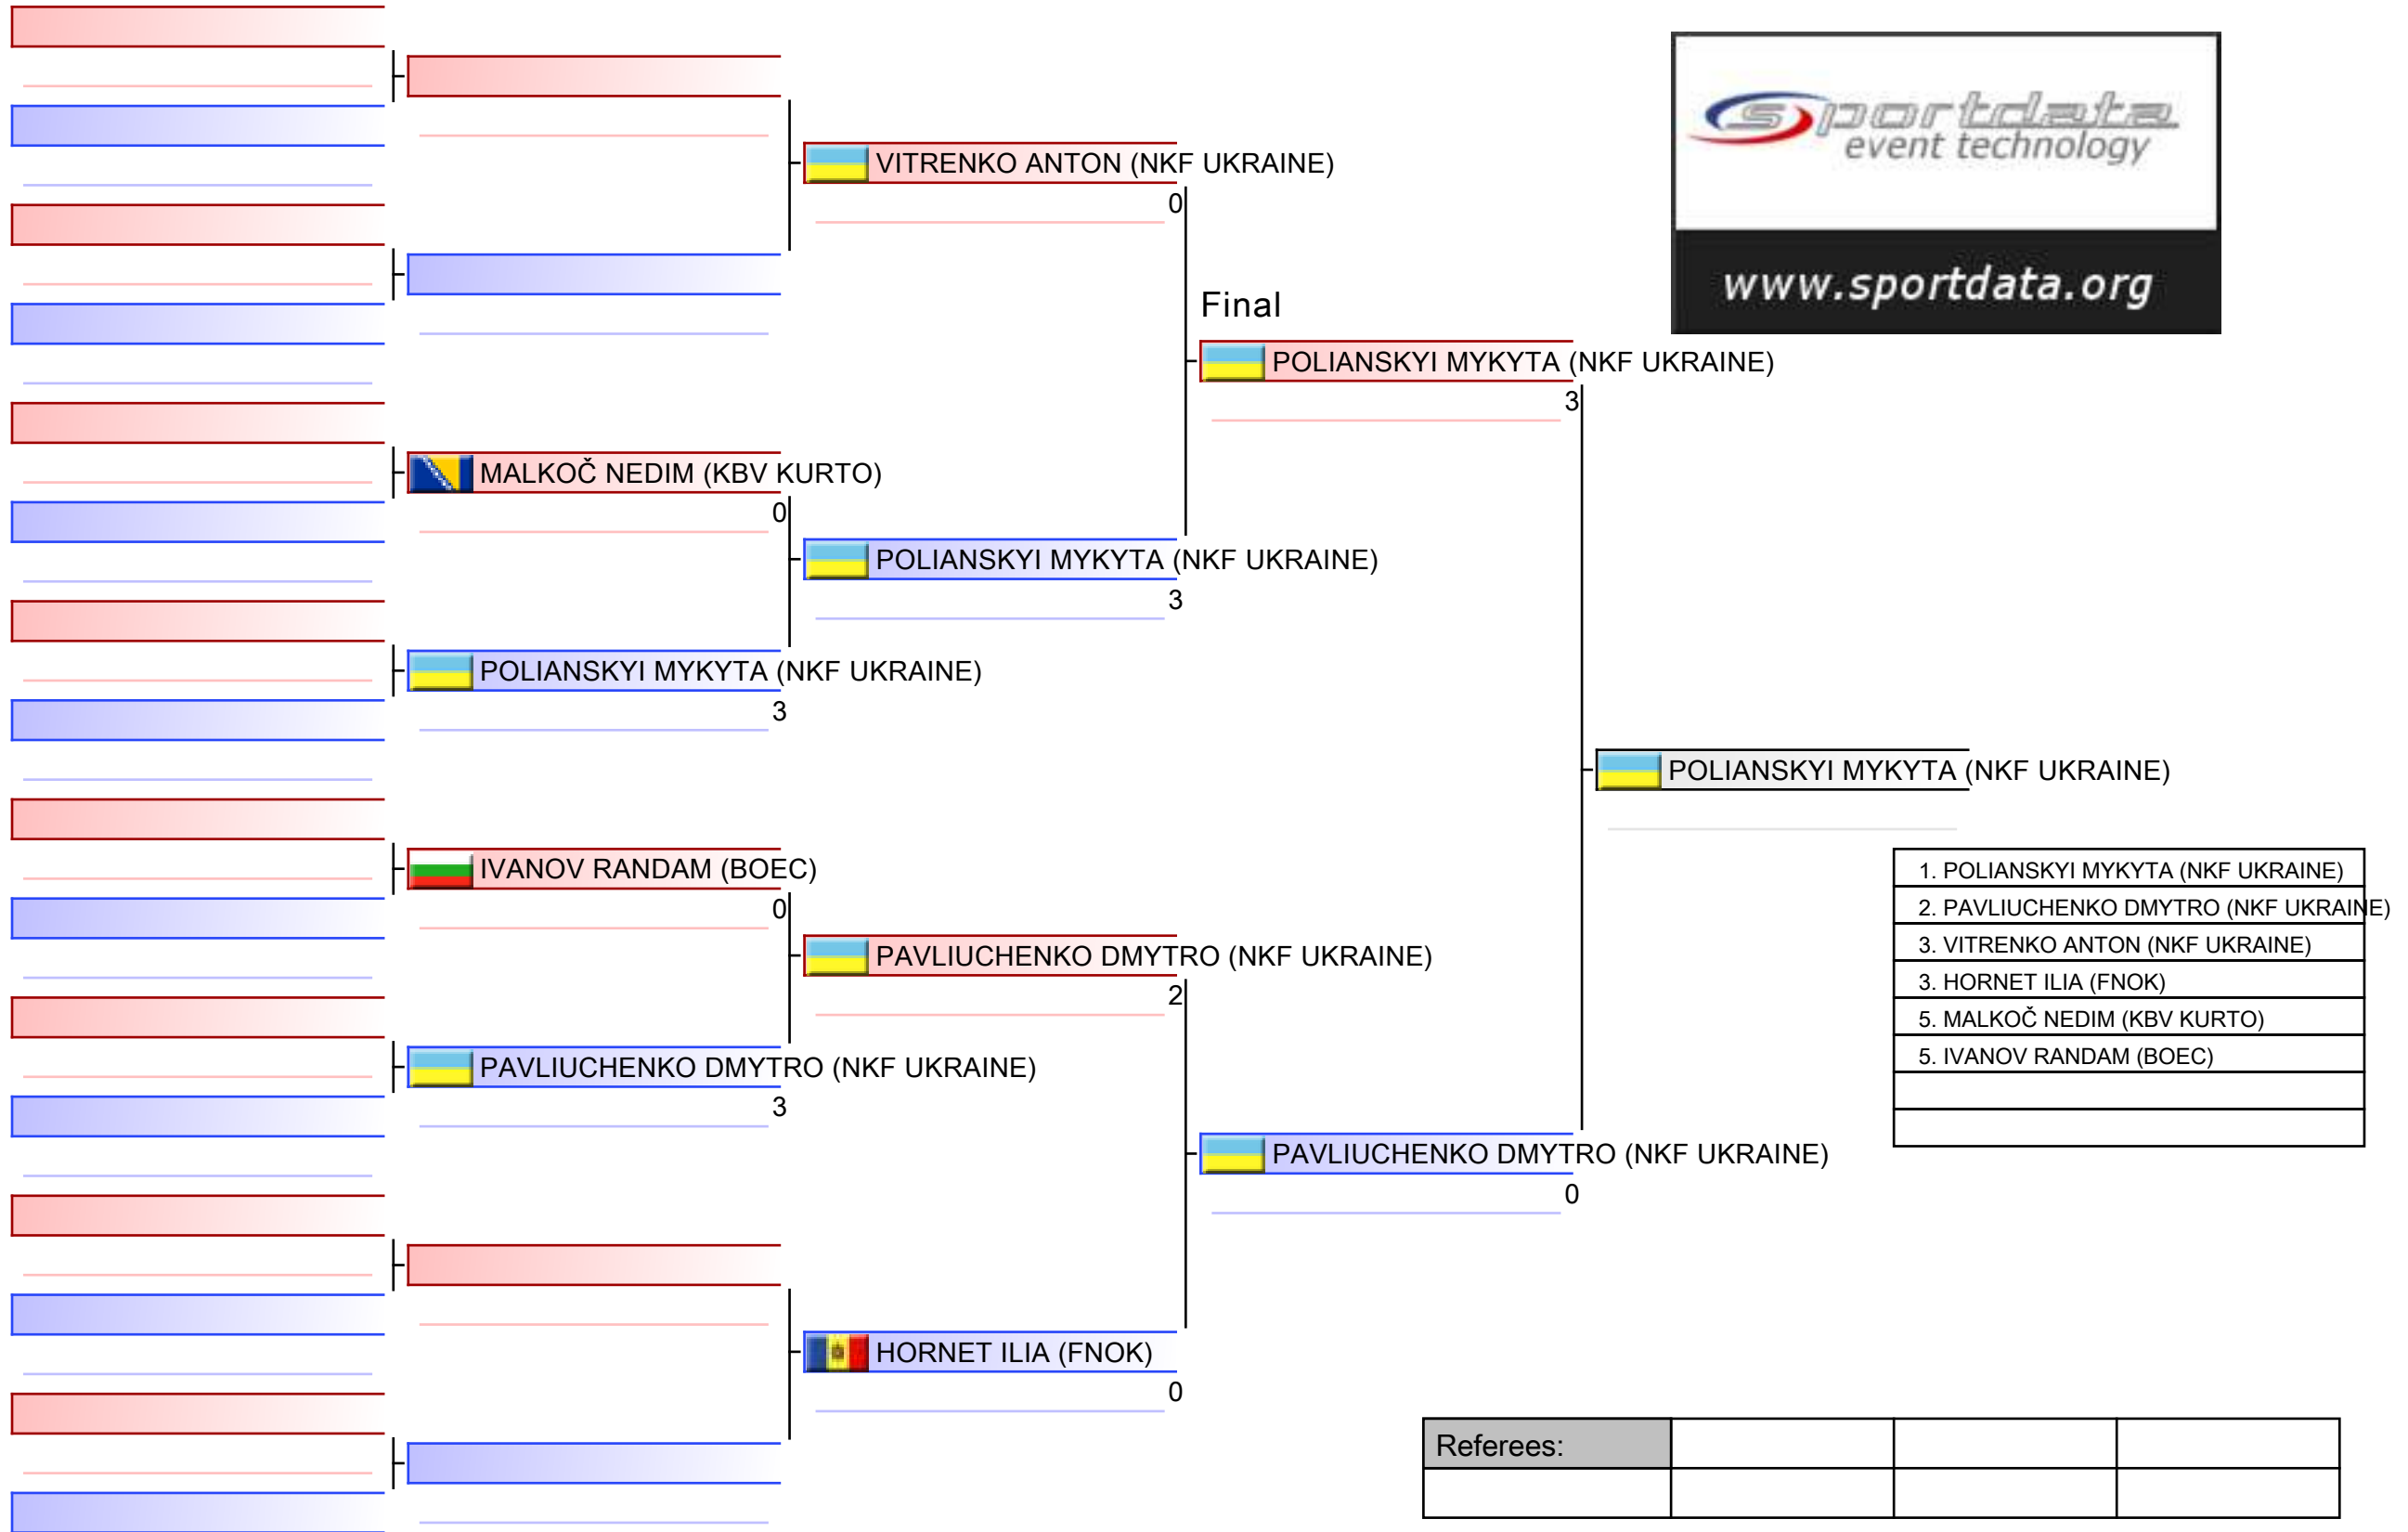 sportdata
event technology
www.sportdata.org
VITRENKO ANTON (NKF UKRAINE)
0
Final
POLIANSKYI MYKYTA (NKF UKRAINE)
3
MALKOČ NEDIM (KBV KURTO)
0
POLIANSKYI MYKYTA (NKF UKRAINE)
3
POLIANSKYI MYKYTA (NKF UKRAINE)
3
POLIANSKYI MYKYTA (NKF UKRAINE)
IVANOV RANDAM (BOEC)
0
PAVLIUCHENKO DMYTRO (NKF UKRAINE)
2
PAVLIUCHENKO DMYTRO (NKF UKRAINE)
3
PAVLIUCHENKO DMYTRO (NKF UKRAINE)
0
HORNET ILIA (FNOK)
0
1. POLIANSKYI MYKYTA (NKF UKRAINE)
2. PAVLIUCHENKO DMYTRO (NKF UKRAINE)
3. VITRENKO ANTON (NKF UKRAINE)
3. HORNET ILIA (FNOK)
5. MALKOČ NEDIM (KBV KURTO)
5. IVANOV RANDAM (BOEC)
Referees: